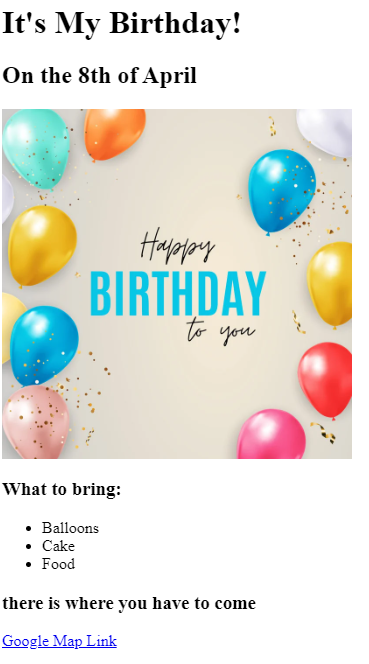 It's My Birthday!
On the 8th of April
Happy
BIRTHDAY
to you
What to bring:
Balloons
Cake
Food
there is where you have to come
Google Map Link